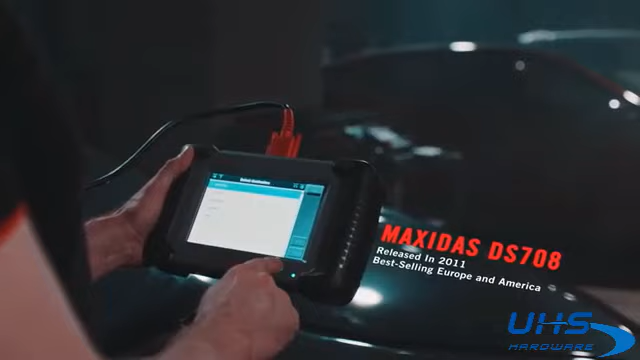 MAXIDAS DS708
Released In 2011
Best-Selling Europe and America
UHS
HARDWARE